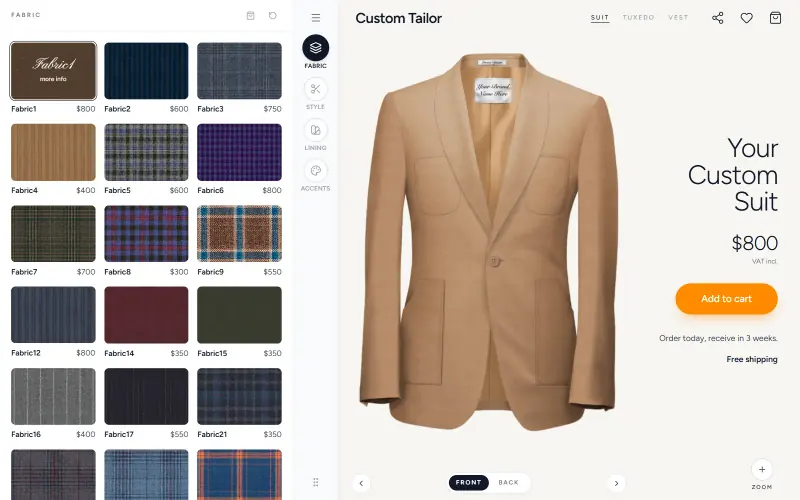 FABRIC
Fabric1
more info
Fabric1 $800
Fabric2 $600
Fabric3 $750
Fabric4 $400
Fabric5 $600
Fabric6 $800
Fabric7 $700
Fabric8 $300
Fabric9 $550
Fabric12 $800
Fabric14 $350
Fabric15 $350
Fabric16 $400
Fabric17 $550
Fabric21 $350
FABRIC
STYLE
LINING
ACCENTS
Custom Tailor
SUIT TUXEDO VEST
Your Brand
Name Here
Your
Custom
Suit
$800
VAT incl.
Add to cart
Order today, receive in 3 weeks.
Free shipping
FRONT BACK
ZOOM